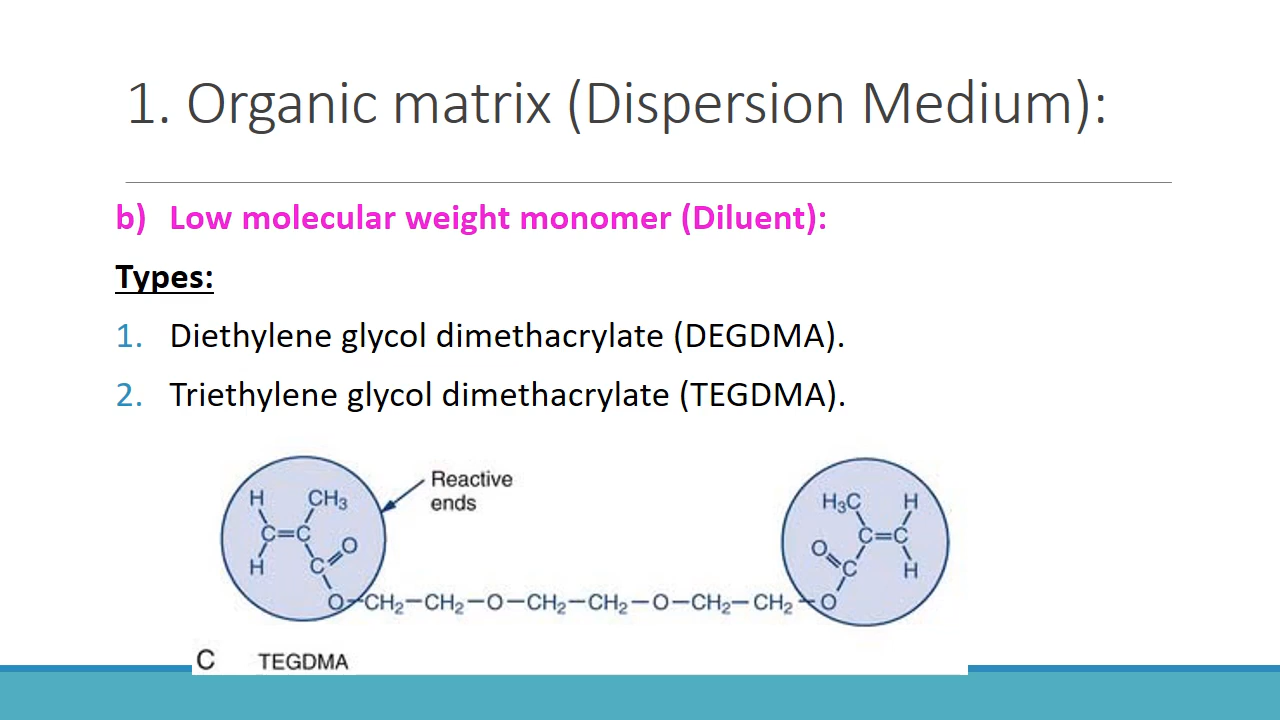 1. Organic matrix (Dispersion Medium):
b) Low molecular weight monomer (Diluent):
Types:
1. Diethylene glycol dimethacrylate (DEGDMA).
2. Triethylene glycol dimethacrylate (TEGDMA).
Reactive
ends
H CH₃ H₃C H
C=C C=C
H C O O C H
O—CH₂—CH₂—O—CH₂—CH₂—O—CH₂—CH₂—O
C TEGDMA